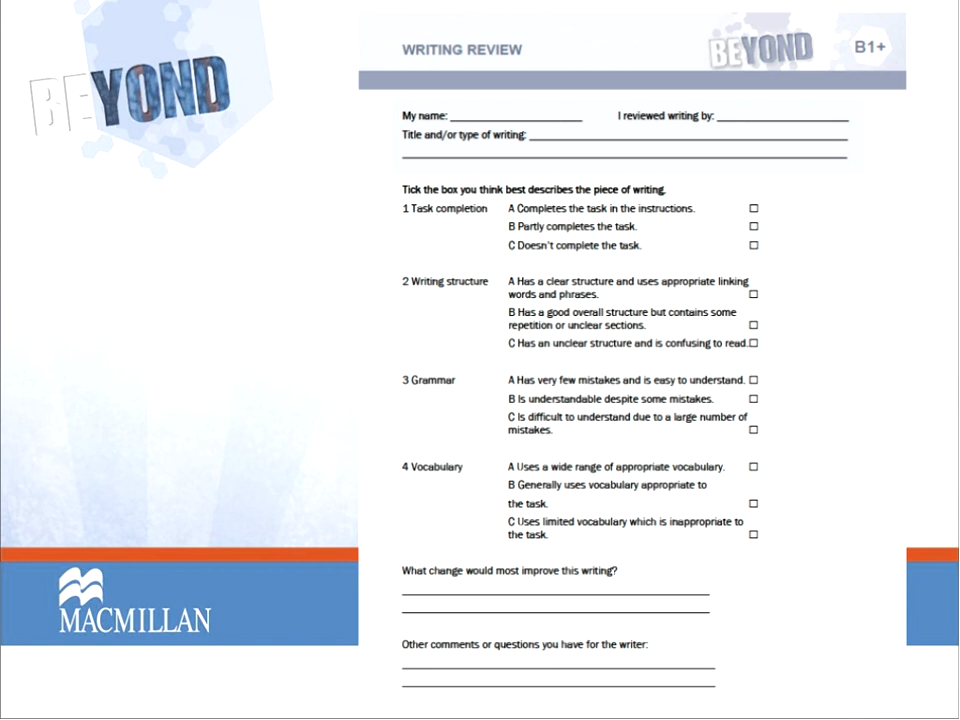 BEYOND
WRITING REVIEW
BEYOND
B1+
My name: I reviewed writing by:
Title and/or type of writing:
Tick the box you think best describes the piece of writing.
1 Task completion A Completes the task in the instructions. ☐
B Partly completes the task. ☐
C Doesn't complete the task. ☐
2 Writing structure A Has a clear structure and uses appropriate linking
words and phrases. ☐
B Has a good overall structure but contains some
repetition or unclear sections. ☐
C Has an unclear structure and is confusing to read. ☐
3 Grammar A Has very few mistakes and is easy to understand. ☐
B Is understandable despite some mistakes. ☐
C Is difficult to understand due to a large number of
mistakes. ☐
4 Vocabulary A Uses a wide range of appropriate vocabulary. ☐
B Generally uses vocabulary appropriate to
the task. ☐
C Uses limited vocabulary which is inappropriate to
the task. ☐
What change would most improve this writing?
Other comments or questions you have for the writer:
MACMILLAN